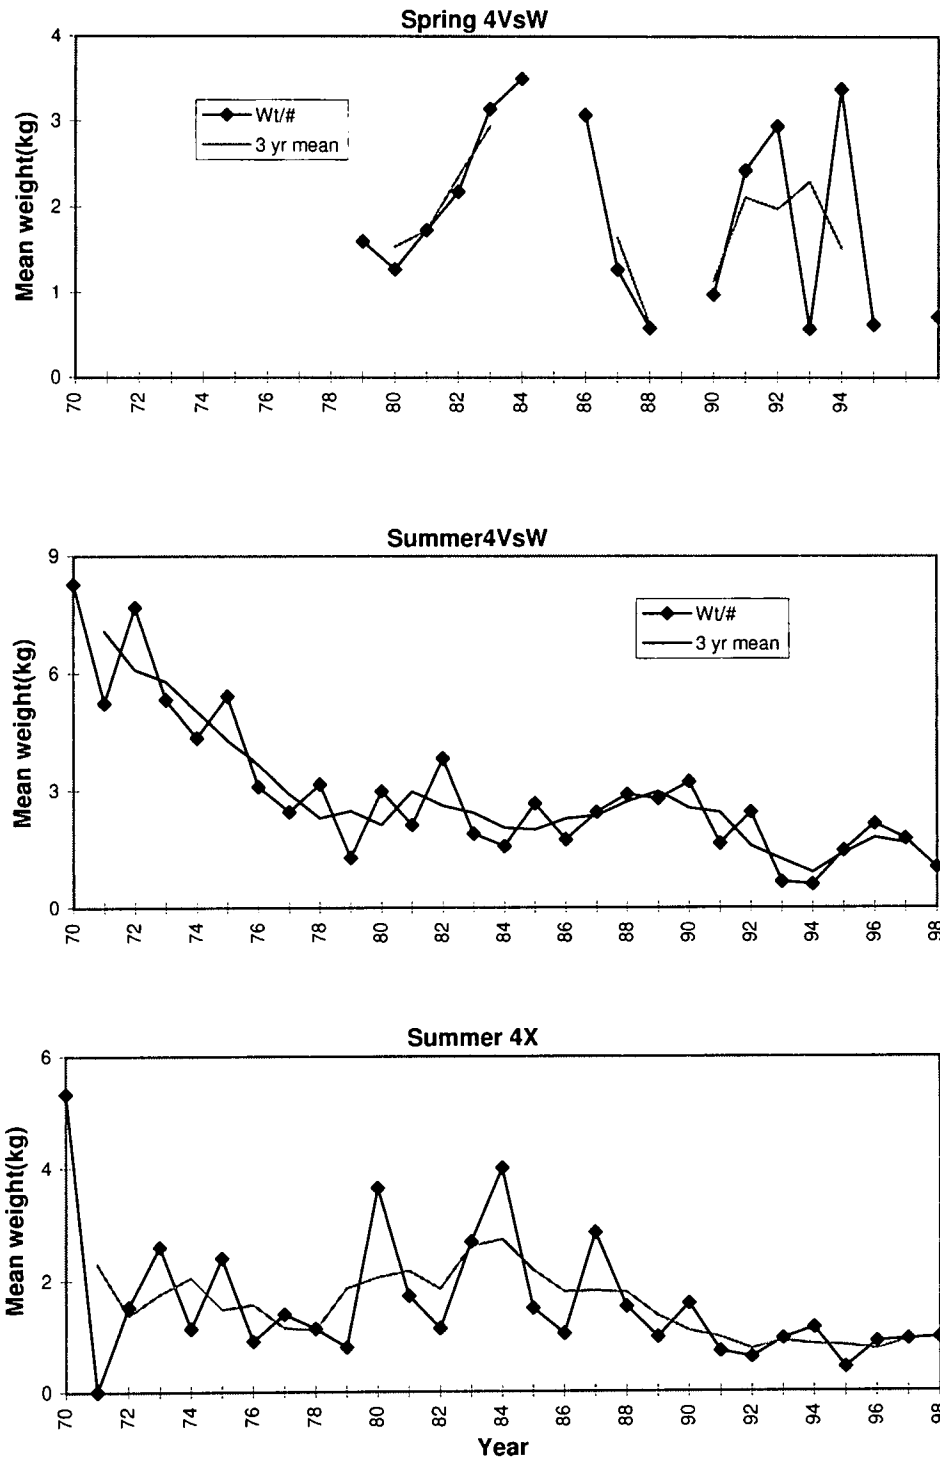 Spring 4VsW
Mean weight(kg)
4
3
2
1
0
Wt/#
3 yr mean
70 72 74 76 78 80 82 84 86 88 90 92 94
Summer4VsW
Mean weight(kg)
9
6
3
0
Wt/#
3 yr mean
70 72 74 76 78 80 82 84 86 88 90 92 94 96 98
Summer 4X
Mean weight(kg)
6
4
2
0
70 72 74 76 78 80 82 84 86 88 90 92 94 96 98
Year